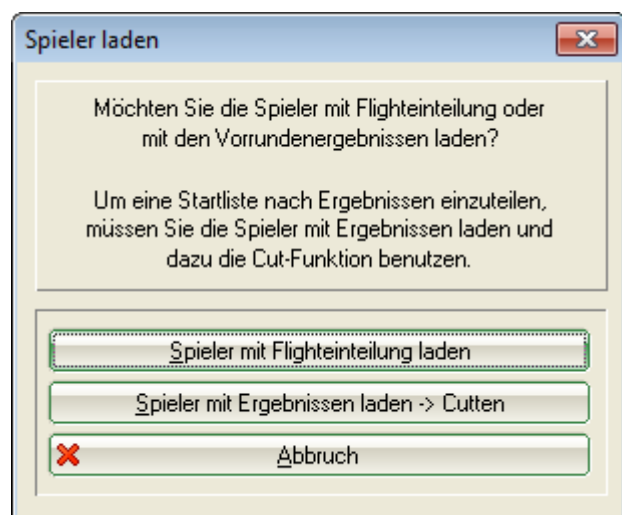 Spieler laden
Möchten Sie die Spieler mit Flighteinteilung oder
mit den Vorrundenergebnissen laden?
Um eine Startliste nach Ergebnissen einzuteilen,
müssen Sie die Spieler mit Ergebnissen laden und
dazu die Cut-Funktion benutzen.
Spieler mit Flighteinteilung laden
Spieler mit Ergebnissen laden -> Cutten
Abbruch